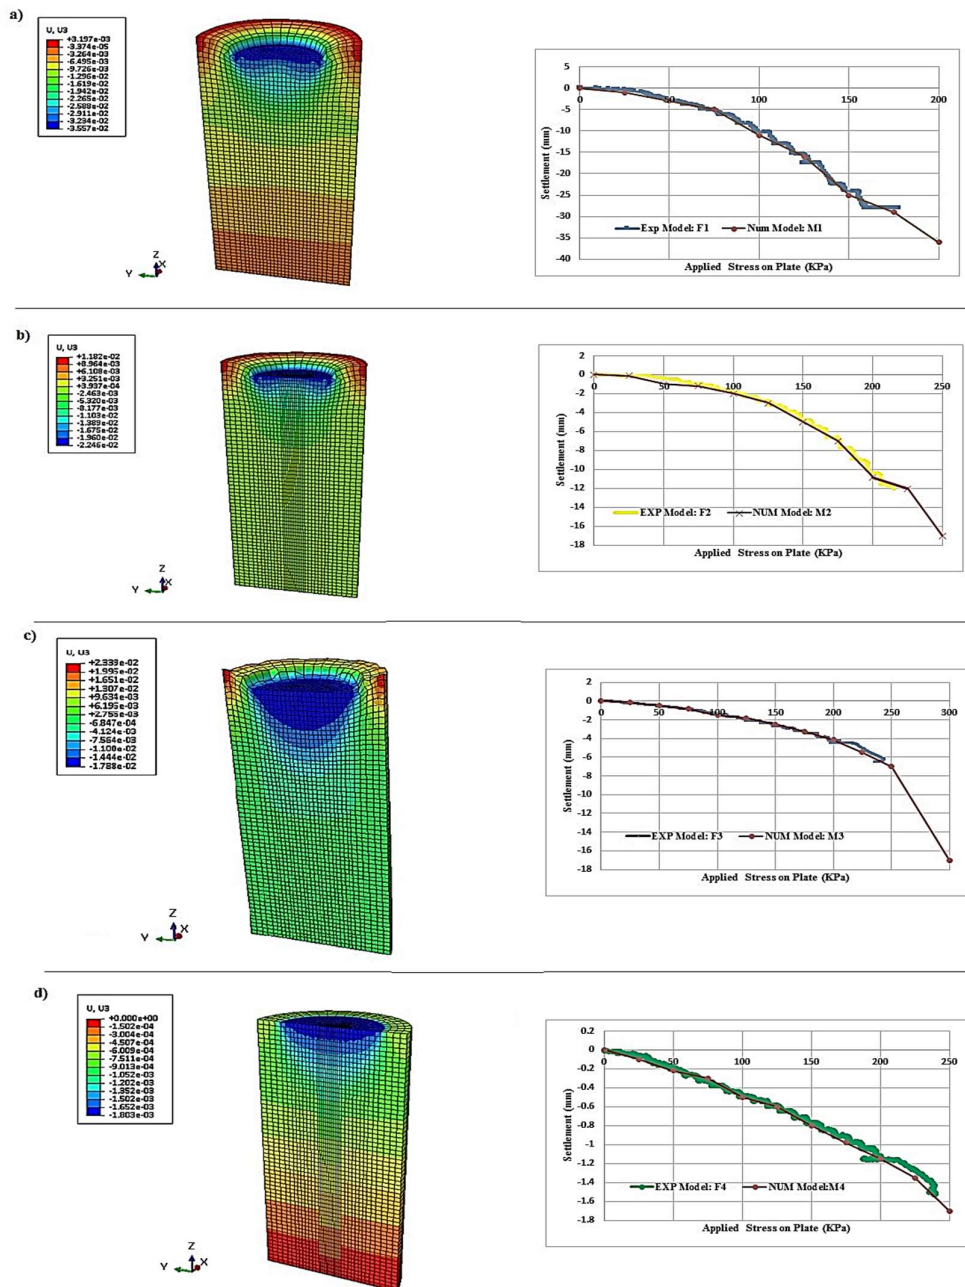 a)
U, U3
+3.197e-03
-3.374e-05
-3.264e-03
-6.495e-03
-9.726e-03
-1.296e-02
-1.619e-02
-1.942e-02
-2.265e-02
-2.588e-02
-2.911e-02
-3.234e-02
-3.557e-02
Z
Y X
5
0
-5
-10
-15
-20
-25
-30
-35
-40
0 50 100 150 200
Settlement (mm)
Exp Model: F1 Num Model: M1
Applied Stress on Plate (KPa)
b)
U, U3
+1.182e-02
+8.964e-03
+6.108e-03
+3.251e-03
+3.937e-04
-2.463e-03
-5.320e-03
-8.177e-03
-1.103e-02
-1.389e-02
-1.675e-02
-1.960e-02
-2.246e-02
Z
Y X
2
0
-2
-4
-6
-8
-10
-12
-14
-16
-18
0 50 100 150 200 250
Settlement (mm)
EXP Model: F2 NUM Model: M2
Applied Stress on Plate (KPa)
c)
U, U3
+2.339e-02
+1.995e-02
+1.651e-02
+1.307e-02
+9.634e-03
+6.195e-03
+2.755e-03
-6.847e-04
-4.124e-03
-7.564e-03
-1.100e-02
-1.444e-02
-1.788e-02
Z
Y X
2
0
-2
-4
-6
-8
-10
-12
-14
-16
-18
0 50 100 150 200 250 300
Settlement (mm)
EXP Model: F3 NUM Model:M3
Applied Stress on Plate (KPa)
d)
U, U3
+0.000e+00
-1.502e-04
-3.004e-04
-4.507e-04
-6.009e-04
-7.511e-04
-9.013e-04
-1.052e-03
-1.202e-03
-1.352e-03
-1.502e-03
-1.652e-03
-1.803e-03
Z
Y X
0.2
0
-0.2
-0.4
-0.6
-0.8
-1
-1.2
-1.4
-1.6
-1.8
0 50 100 150 200 250
Settlement (mm)
EXP Model: F4 NUM Model:M4
Applied Stress on Plate (KPa)